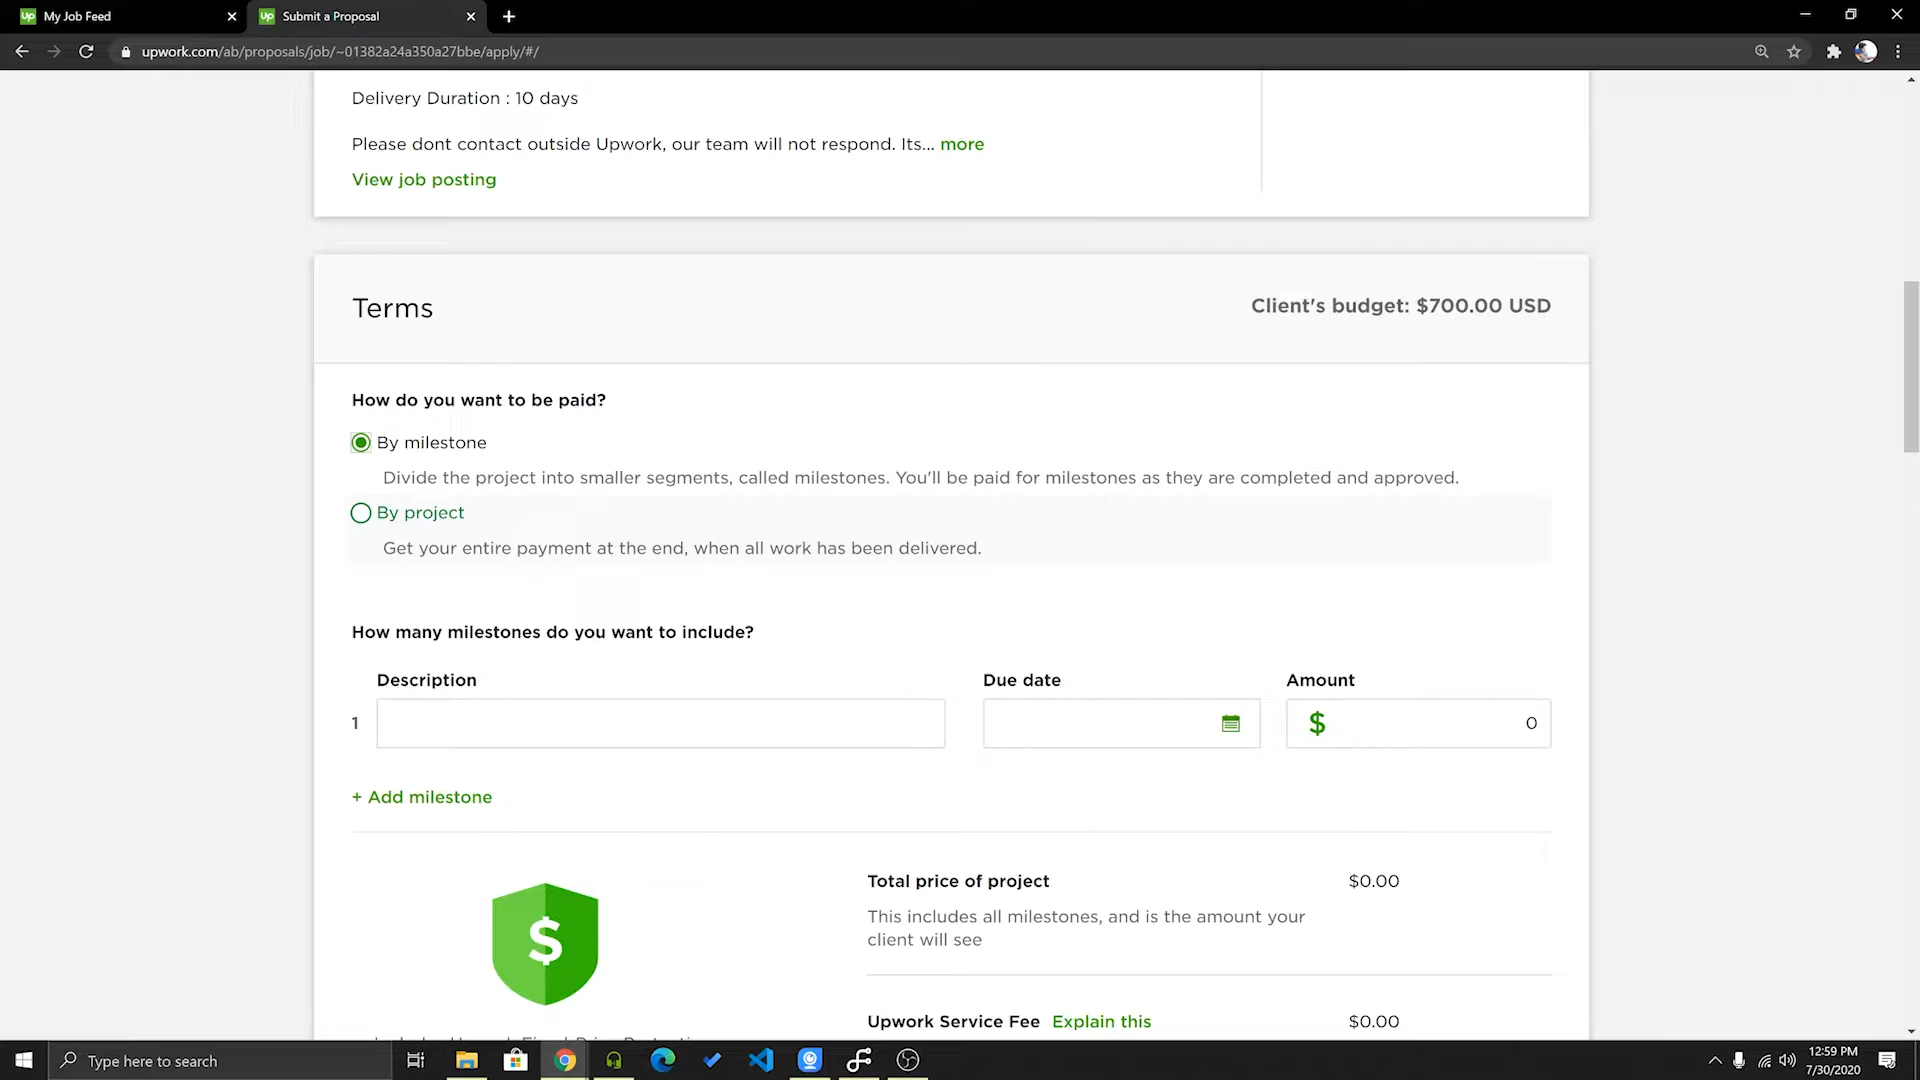 My Job Feed
Submit a Proposal
upwork.com/ab/proposals/job/~01382a24a350a27bbe/apply/#/
Delivery Duration : 10 days
Please dont contact outside Upwork, our team will not respond. Its... more
View job posting
Terms
Client's budget: $700.00 USD
How do you want to be paid?
By milestone
Divide the project into smaller segments, called milestones. You'll be paid for milestones as they are completed and approved.
By project
Get your entire payment at the end, when all work has been delivered.
How many milestones do you want to include?
Description Due date Amount
1 $ 0
+ Add milestone
Total price of project $0.00
This includes all milestones, and is the amount your
client will see
$
Upwork Service Fee Explain this $0.00
Type here to search
12:59 PM
7/30/2020